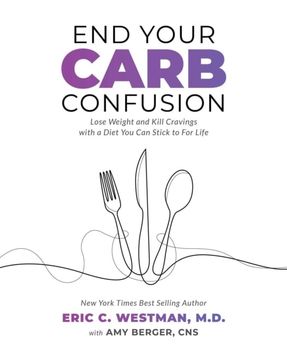 END YOUR
CARB
CONFUSION
Lose Weight and Kill Cravings
with a Diet You Can Stick to For Life
New York Times Best Selling Author
ERIC C. WESTMAN, M.D.
with AMY BERGER, CNS